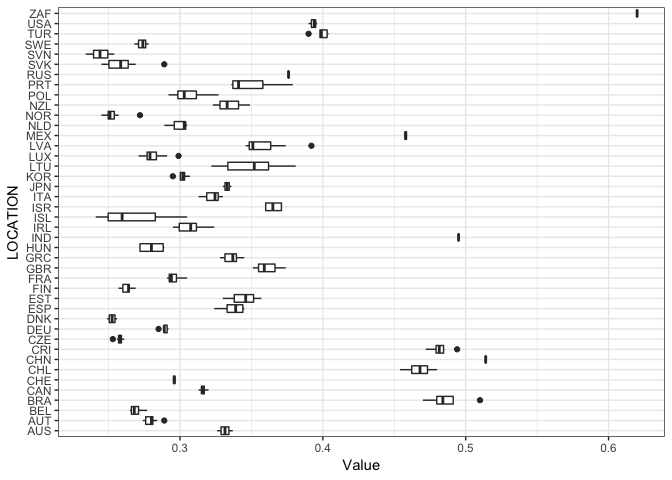 ZAF
USA
TUR
SWE
SVN
SVK
RUS
PRT
POL
NZL
NOR
NLD
MEX
LVA
LUX
LTU
KOR
JPN
ITA
ISR
ISL
IRL
IND
HUN
GRC
GBR
FRA
FIN
EST
ESP
DNK
DEU
CZE
CRI
CHN
CHL
CHE
CAN
BRA
BEL
AUT
AUS
LOCATION
0.3 0.4 0.5 0.6
Value